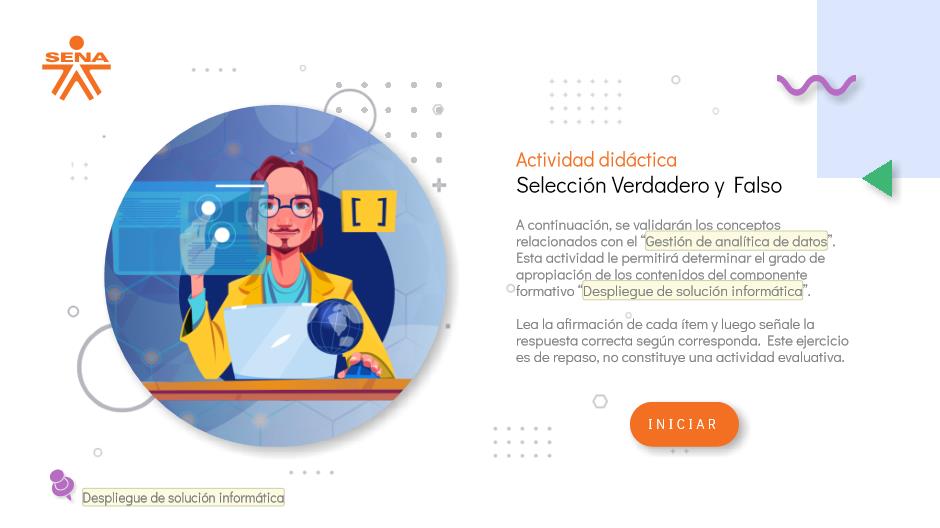 SENA
Actividad didáctica
Selección Verdadero y Falso
A continuación, se validarán los conceptos
relacionados con el “Gestión de analítica de datos”.
Esta actividad le permitirá determinar el grado de
apropiación de los contenidos del componente
formativo “Despliegue de solución informática”.
Lea la afirmación de cada ítem y luego señale la
respuesta correcta según corresponda. Este ejercicio
es de repaso, no constituye una actividad evaluativa.
INICIAR
Despliegue de solución informática